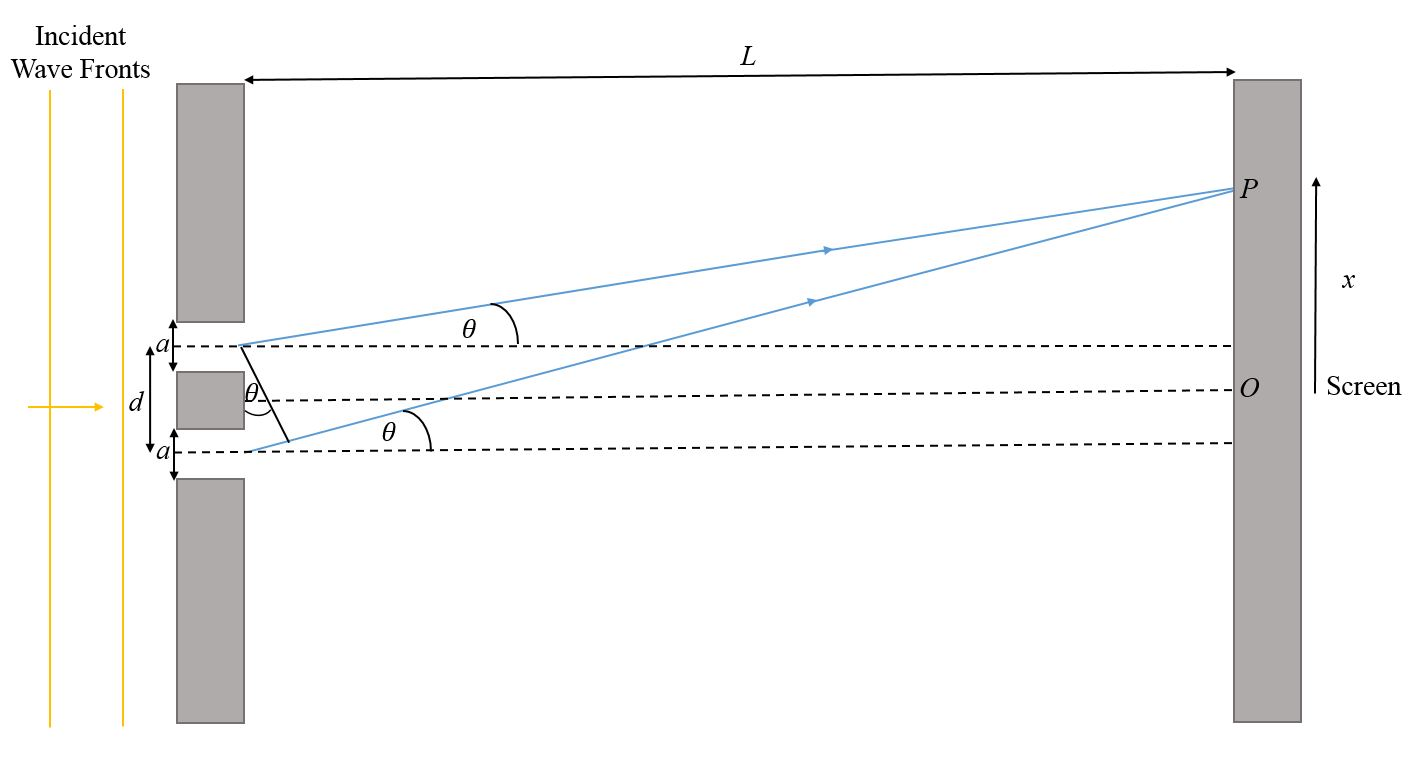 Incident
Wave Fronts
L
P
x
θ
a
d
θ
O
Screen
θ
a